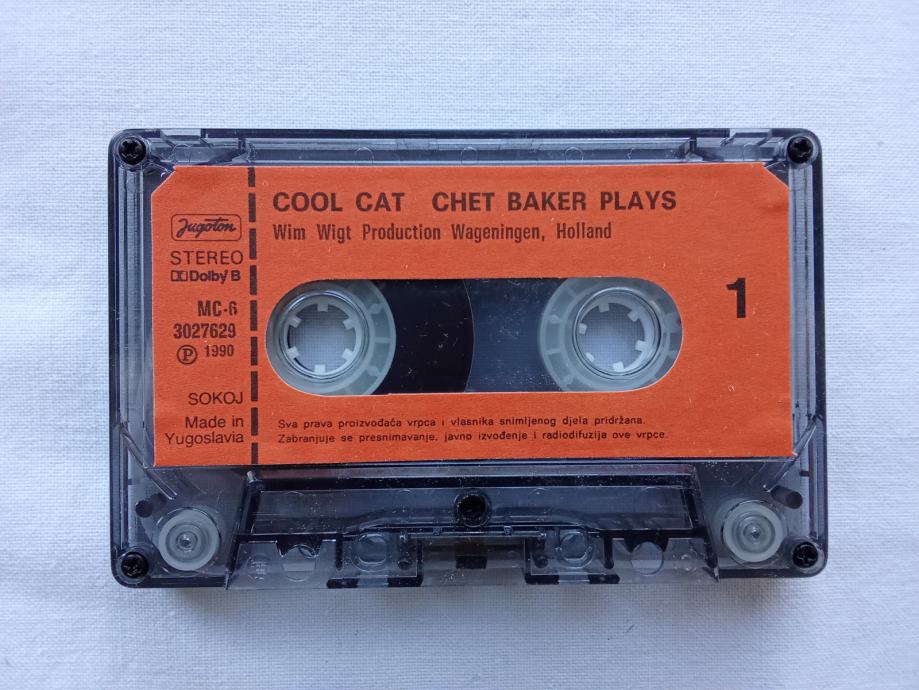 COOL CAT CHET BAKER PLAYS
Wim Wigt Production Wageningen, Holland
Jugoton
STEREO
Dolby B
MC-6
3027629
Ⓟ 1990
SOKOJ
Made in
Yugoslavia
1
Sva prava proizvođača vrpca i vlasnika snimljenog djela pridržana.
Zabranjuje se presnimavanje, javno izvođenje i radiodifuzija ove vrpce.